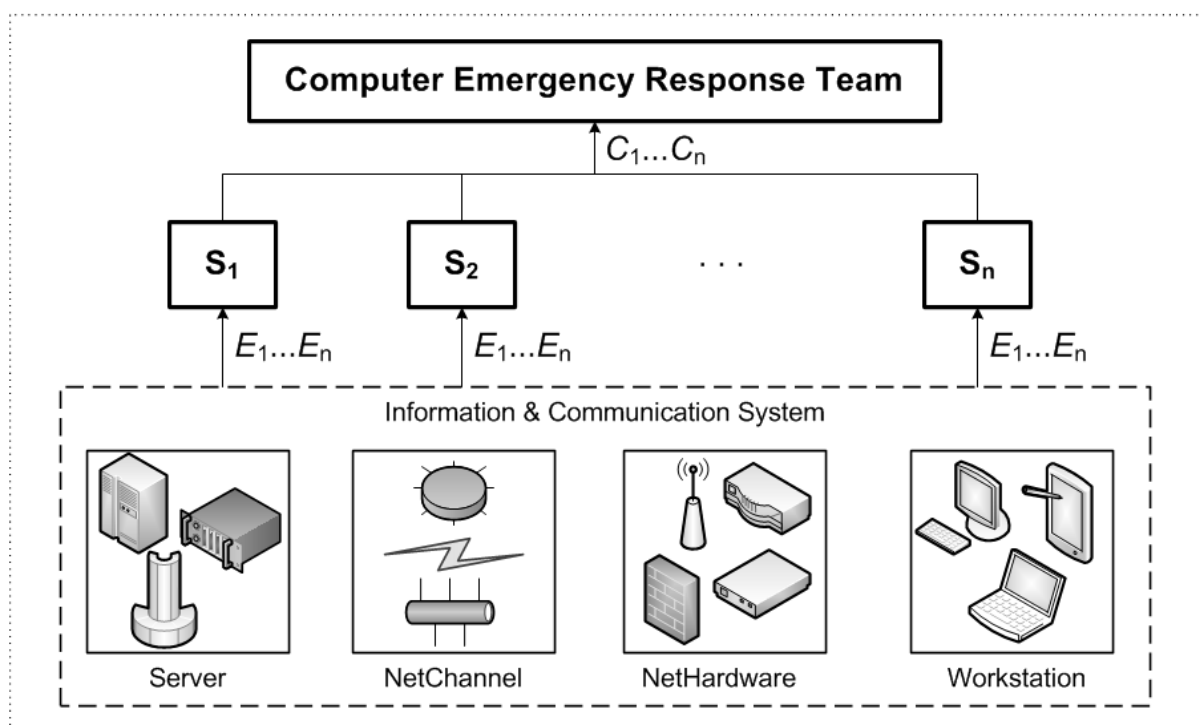 Computer Emergency Response Team
C₁...Cₙ
S₁ S₂ . . . Sₙ
E₁...Eₙ E₁...Eₙ E₁...Eₙ
Information & Communication System
Server NetChannel NetHardware Workstation